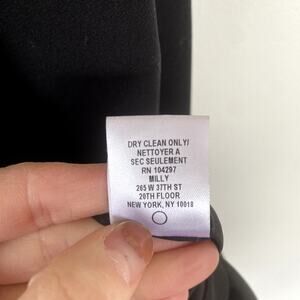 DRY CLEAN ONLY/
NETTOYER A
SEC SEULEMENT
RN 104297
MILLY
265 W 37TH ST
20TH FLOOR
NEW YORK, NY 10018